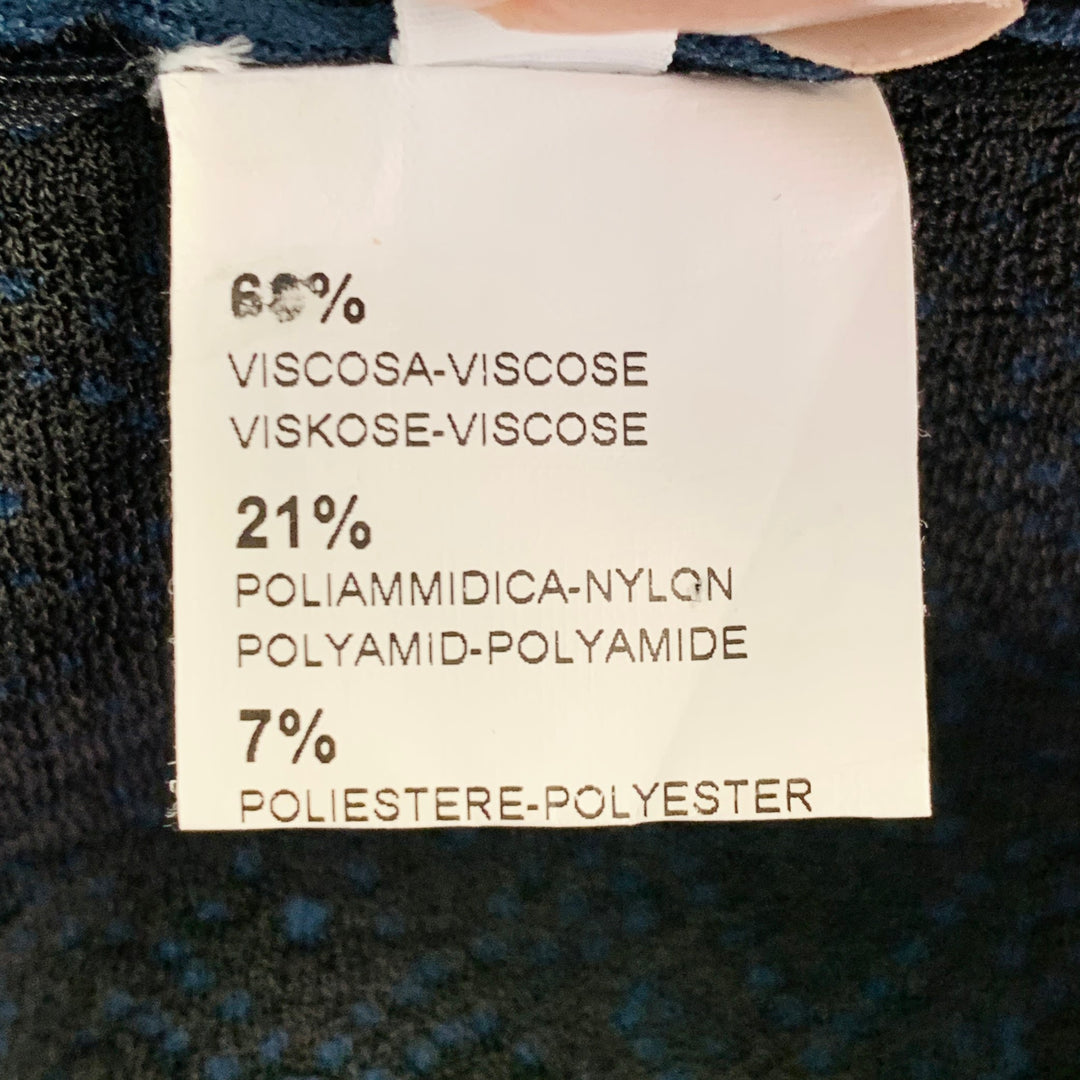 VISCOSA-VISCOSE
VISKOSE-VISCOSE
21%
POLIAMMIDICA-NYLON
POLYAMID-POLYAMIDE
7%
POLIESTERE-POLYESTER